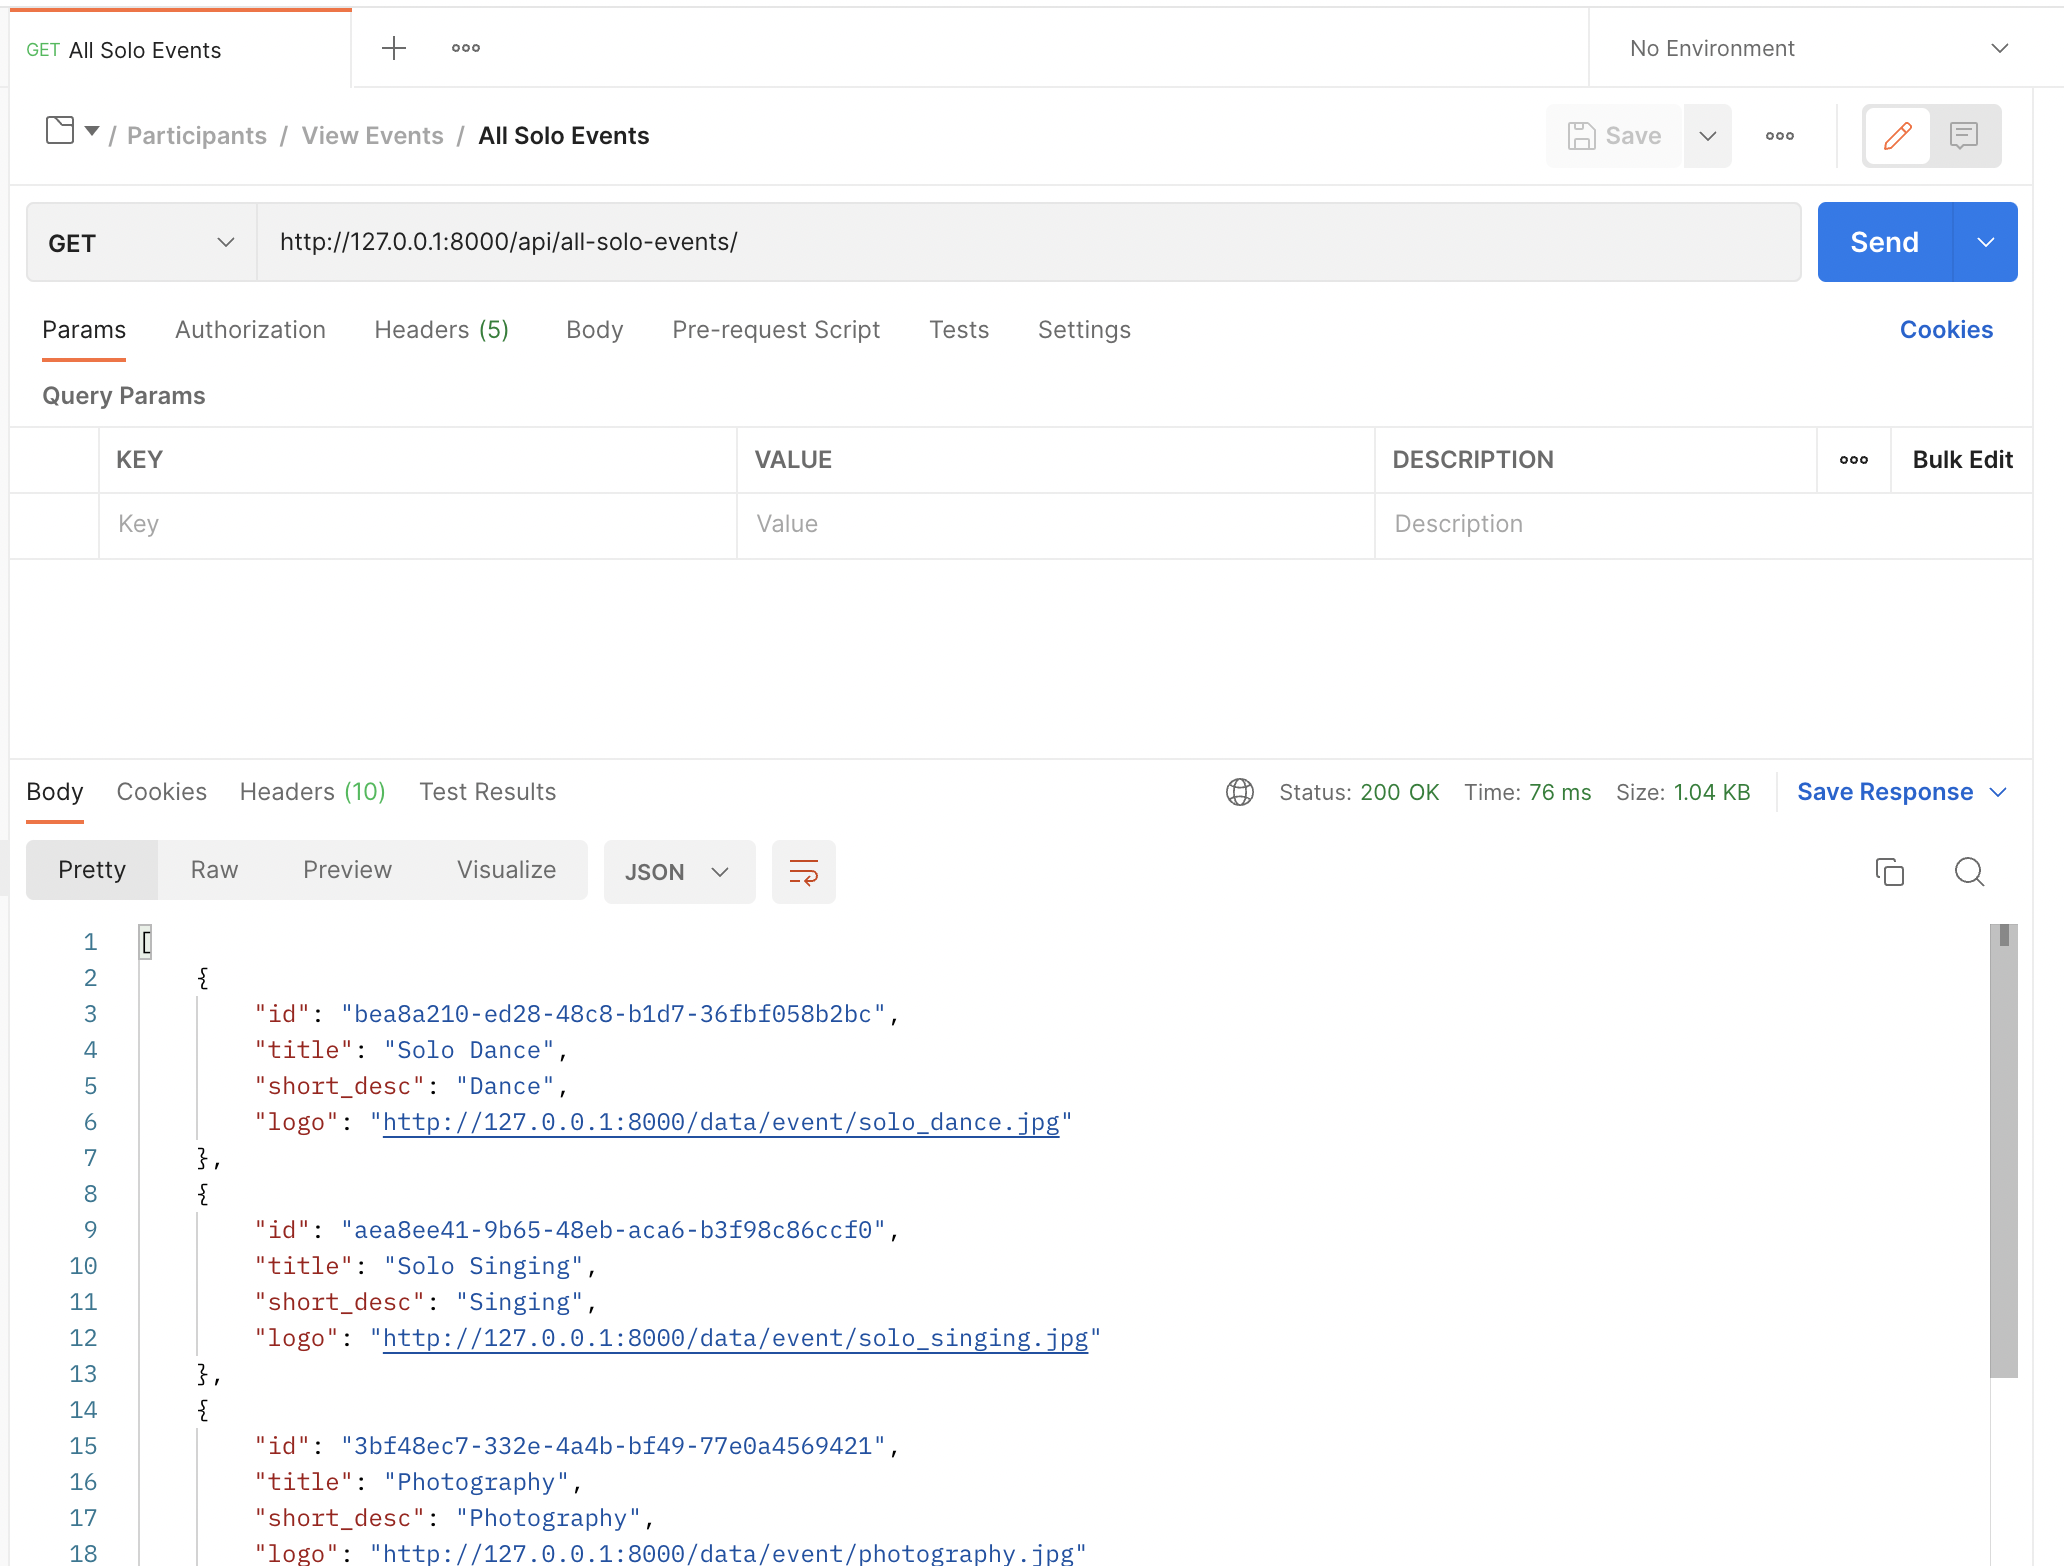 GET All Solo Events
No Environment
/ Participants / View Events / All Solo Events
Save
GET http://127.0.0.1:8000/api/all-solo-events/
Send
Params Authorization Headers (5) Body Pre-request Script Tests Settings Cookies
Query Params
KEY VALUE DESCRIPTION Bulk Edit
Key Value Description
Body Cookies Headers (10) Test Results Status: 200 OK Time: 76 ms Size: 1.04 KB Save Response
Pretty Raw Preview Visualize JSON
1 [
2 {
3 "id": "bea8a210-ed28-48c8-b1d7-36fbf058b2bc",
4 "title": "Solo Dance",
5 "short_desc": "Dance",
6 "logo": "http://127.0.0.1:8000/data/event/solo_dance.jpg"
7 },
8 {
9 "id": "aea8ee41-9b65-48eb-aca6-b3f98c86ccf0",
10 "title": "Solo Singing",
11 "short_desc": "Singing",
12 "logo": "http://127.0.0.1:8000/data/event/solo_singing.jpg"
13 },
14 {
15 "id": "3bf48ec7-332e-4a4b-bf49-77e0a4569421",
16 "title": "Photography",
17 "short_desc": "Photography",
18 "logo": "http://127.0.0.1:8000/data/event/photography.jpg"